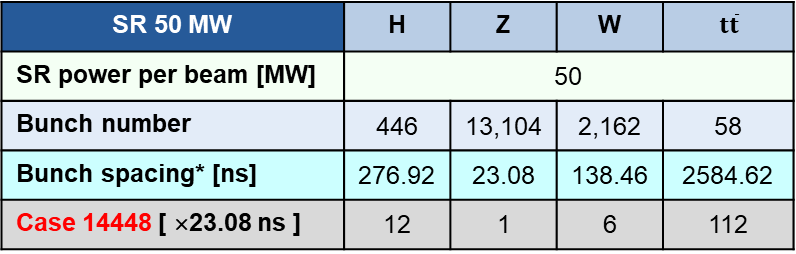 SR 50 MW H Z W tt̄
SR power per beam [MW] 50
Bunch number 446 13,104 2,162 58
Bunch spacing* [ns] 276.92 23.08 138.46 2584.62
Case 14448 [ ×23.08 ns ] 12 1 6 112